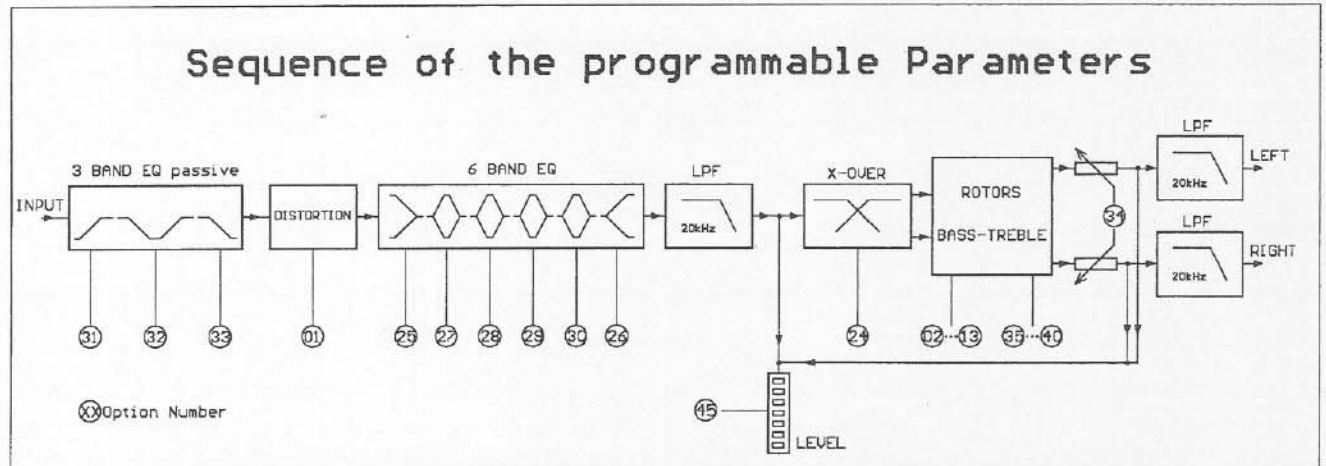 Sequence of the programmable Parameters
3 BAND EQ passive
6 BAND EQ
LPF
X-OVER
LPF
INPUT
DISTORTION
20kHz
ROTORS
BASS-TREBLE
20kHz
LEFT
34
LPF
20kHz
RIGHT
31
32
33
01
25
27
28
29
30
26
24
02...13
35...40
XX Option Number
45
LEVEL